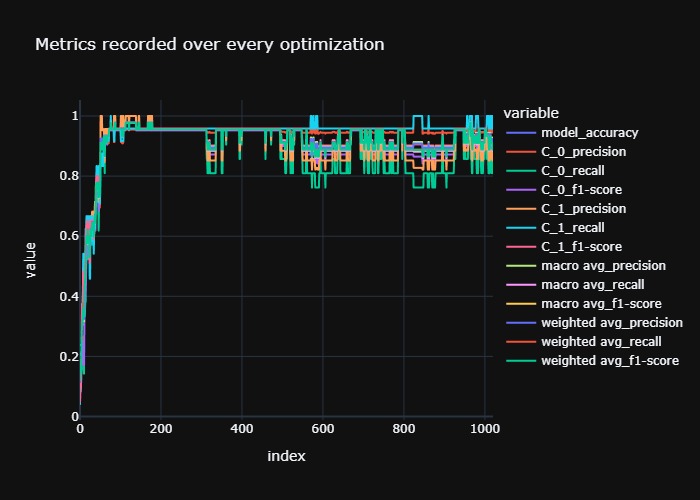 Metrics recorded over every optimization
variable
model_accuracy
C_0_precision
C_0_recall
C_0_f1-score
C_1_precision
C_1_recall
C_1_f1-score
macro avg_precision
macro avg_recall
macro avg_f1-score
weighted avg_precision
weighted avg_recall
weighted avg_f1-score
value
1
0.8
0.6
0.4
0.2
0
0 200 400 600 800 1000
index